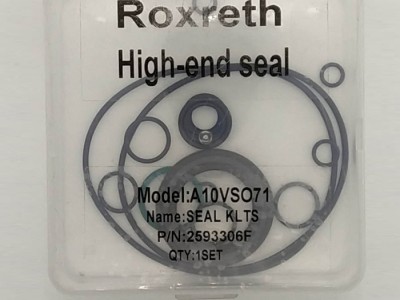 Roxreth
High-end seal
Model:A10VSO71
Name:SEAL KLTS
P/N:2593306F
QTY:1SET